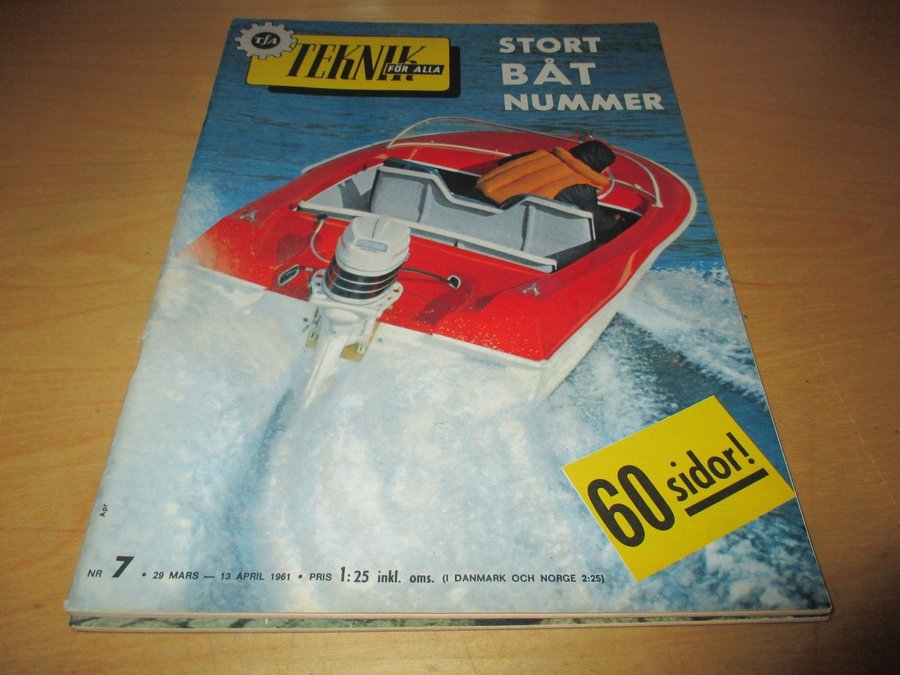 TfA
TEKNIK
FÖR ALLA
STORT
BÅT
NUMMER
60 sidor!
Apr
NR 7 • 29 MARS — 13 APRIL 1961 • PRIS 1:25 inkl. oms. (I DANMARK OCH NORGE 2:25)